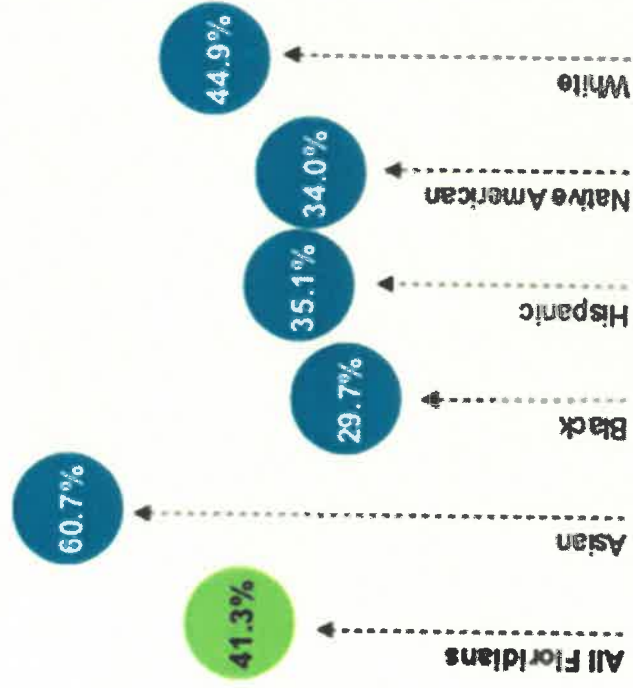 All Floridians
41.3%
Asian
60.7%
Black
29.7%
Hispanic
35.1%
Native American
34.0%
White
44.9%